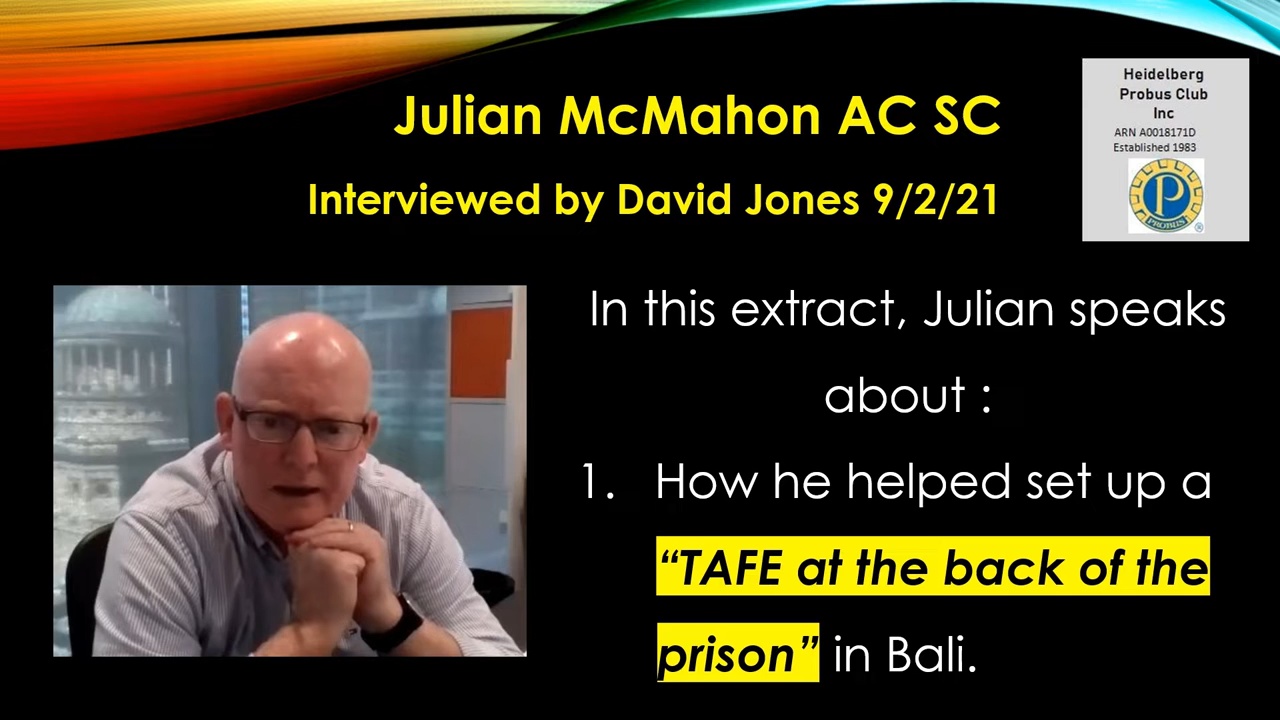 Julian McMahon AC SC
Interviewed by David Jones 9/2/21
Heidelberg
Probus Club
Inc
ARN A0018171D
Established 1983
P
PROBUS
®
In this extract, Julian speaks
about :
1. How he helped set up a
“TAFE at the back of the
prison” in Bali.